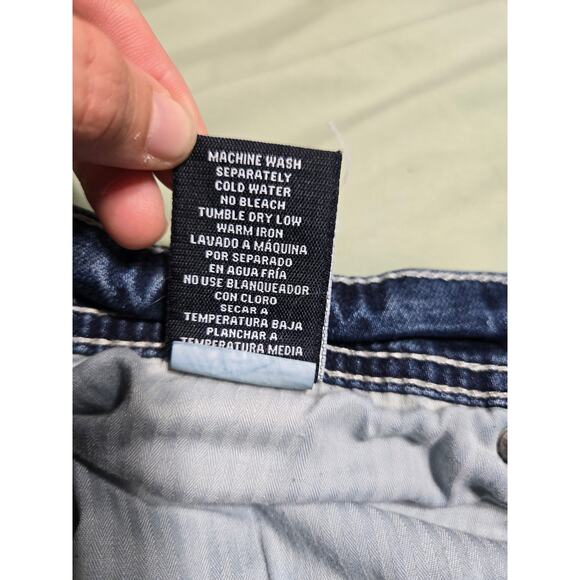 MACHINE WASH
SEPARATELY
COLD WATER
NO BLEACH
TUMBLE DRY LOW
WARM IRON
LAVADO A MÁQUINA
POR SEPARADO
EN AGUA FRÍA
NO USE BLANQUEADOR
CON CLORO
SECAR A
TEMPERATURA BAJA
PLANCHAR A
TEMPERATURA MEDIA